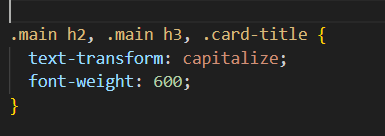 .main h2, .main h3, .card-title {
  text-transform: capitalize;
  font-weight: 600;
}